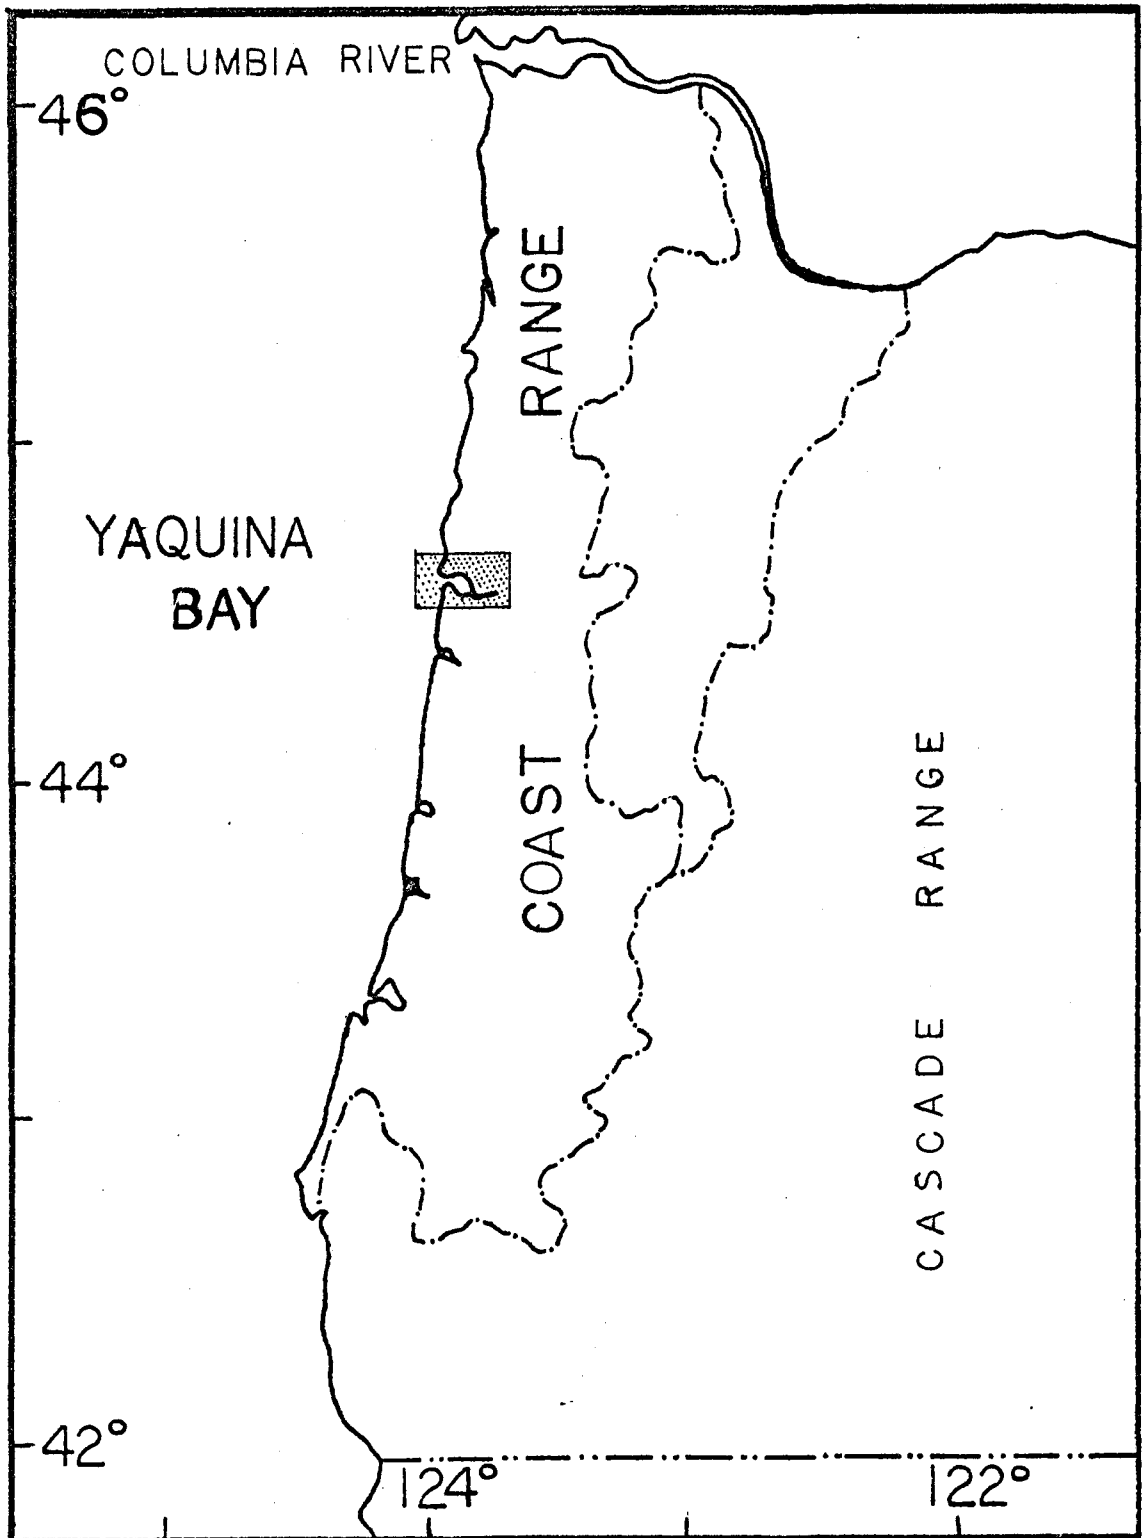 COLUMBIA RIVER
46°
RANGE
YAQUINA
BAY
COAST
44°
CASCADE RANGE
42°
124°
122°